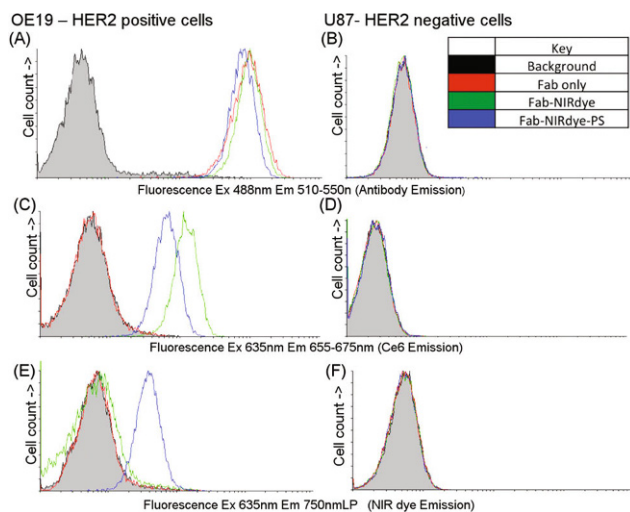 OE19 – HER2 positive cells
U87- HER2 negative cells
(A)
(B)
Key
Background
Fab only
Fab-NIRdye
Fab-NIRdye-PS
Cell count ->
Cell count ->
Fluorescence Ex 488nm Em 510-550n (Antibody Emission)
(C)
(D)
Cell count ->
Cell count ->
Fluorescence Ex 635nm Em 655-675nm (Ce6 Emission)
(E)
(F)
Cell count ->
Cell count ->
Fluorescence Ex 635nm Em 750nmLP (NIR dye Emission)